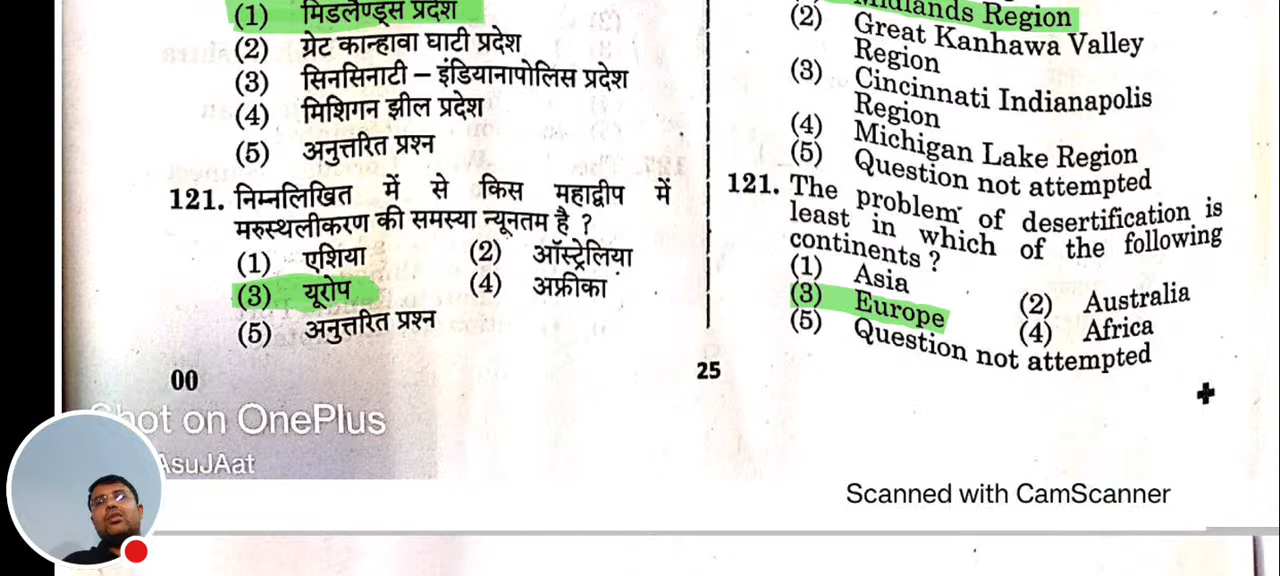 (1) मिडलैण्ड्स प्रदेश
(2) ग्रेट कान्हावा घाटी प्रदेश
(3) सिनसिनाटी – इंडियानापोलिस प्रदेश
(4) मिशिगन झील प्रदेश
(5) अनुत्तरित प्रश्न
121. निम्नलिखित में से किस महाद्वीप में
मरुस्थलीकरण की समस्या न्यूनतम है ?
(1) एशिया (2) ऑस्ट्रेलिया
(3) यूरोप (4) अफ्रीका
(5) अनुत्तरित प्रश्न
00
Shot on OnePlus
AsuJAat
Midlands Region
(2) Great Kanhawa Valley
Region
(3) Cincinnati Indianapolis
Region
(4) Michigan Lake Region
(5) Question not attempted
121. The problem of desertification is
least in which of the following
continents ?
(1) Asia (2) Australia
(3) Europe (4) Africa
(5) Question not attempted
25
Scanned with CamScanner